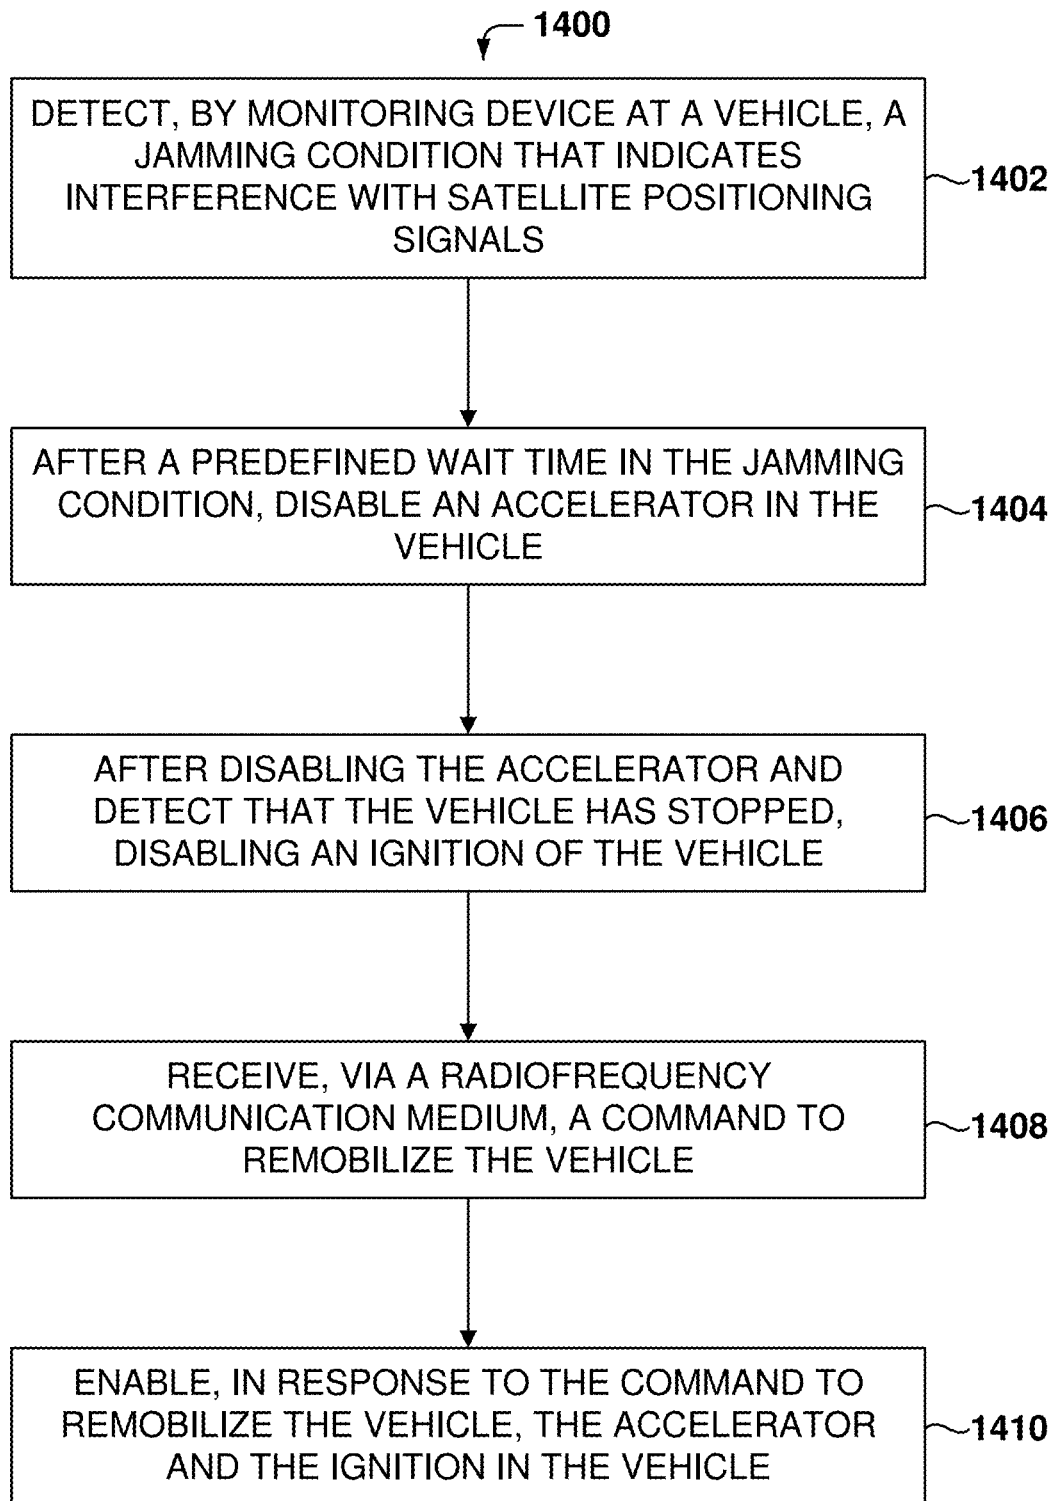 1400
DETECT, BY MONITORING DEVICE AT A VEHICLE, A
JAMMING CONDITION THAT INDICATES
INTERFERENCE WITH SATELLITE POSITIONING
SIGNALS
1402
AFTER A PREDEFINED WAIT TIME IN THE JAMMING
CONDITION, DISABLE AN ACCELERATOR IN THE
VEHICLE
1404
AFTER DISABLING THE ACCELERATOR AND
DETECT THAT THE VEHICLE HAS STOPPED,
DISABLING AN IGNITION OF THE VEHICLE
1406
RECEIVE, VIA A RADIOFREQUENCY
COMMUNICATION MEDIUM, A COMMAND TO
REMOBILIZE THE VEHICLE
1408
ENABLE, IN RESPONSE TO THE COMMAND TO
REMOBILIZE THE VEHICLE, THE ACCELERATOR
AND THE IGNITION IN THE VEHICLE
1410